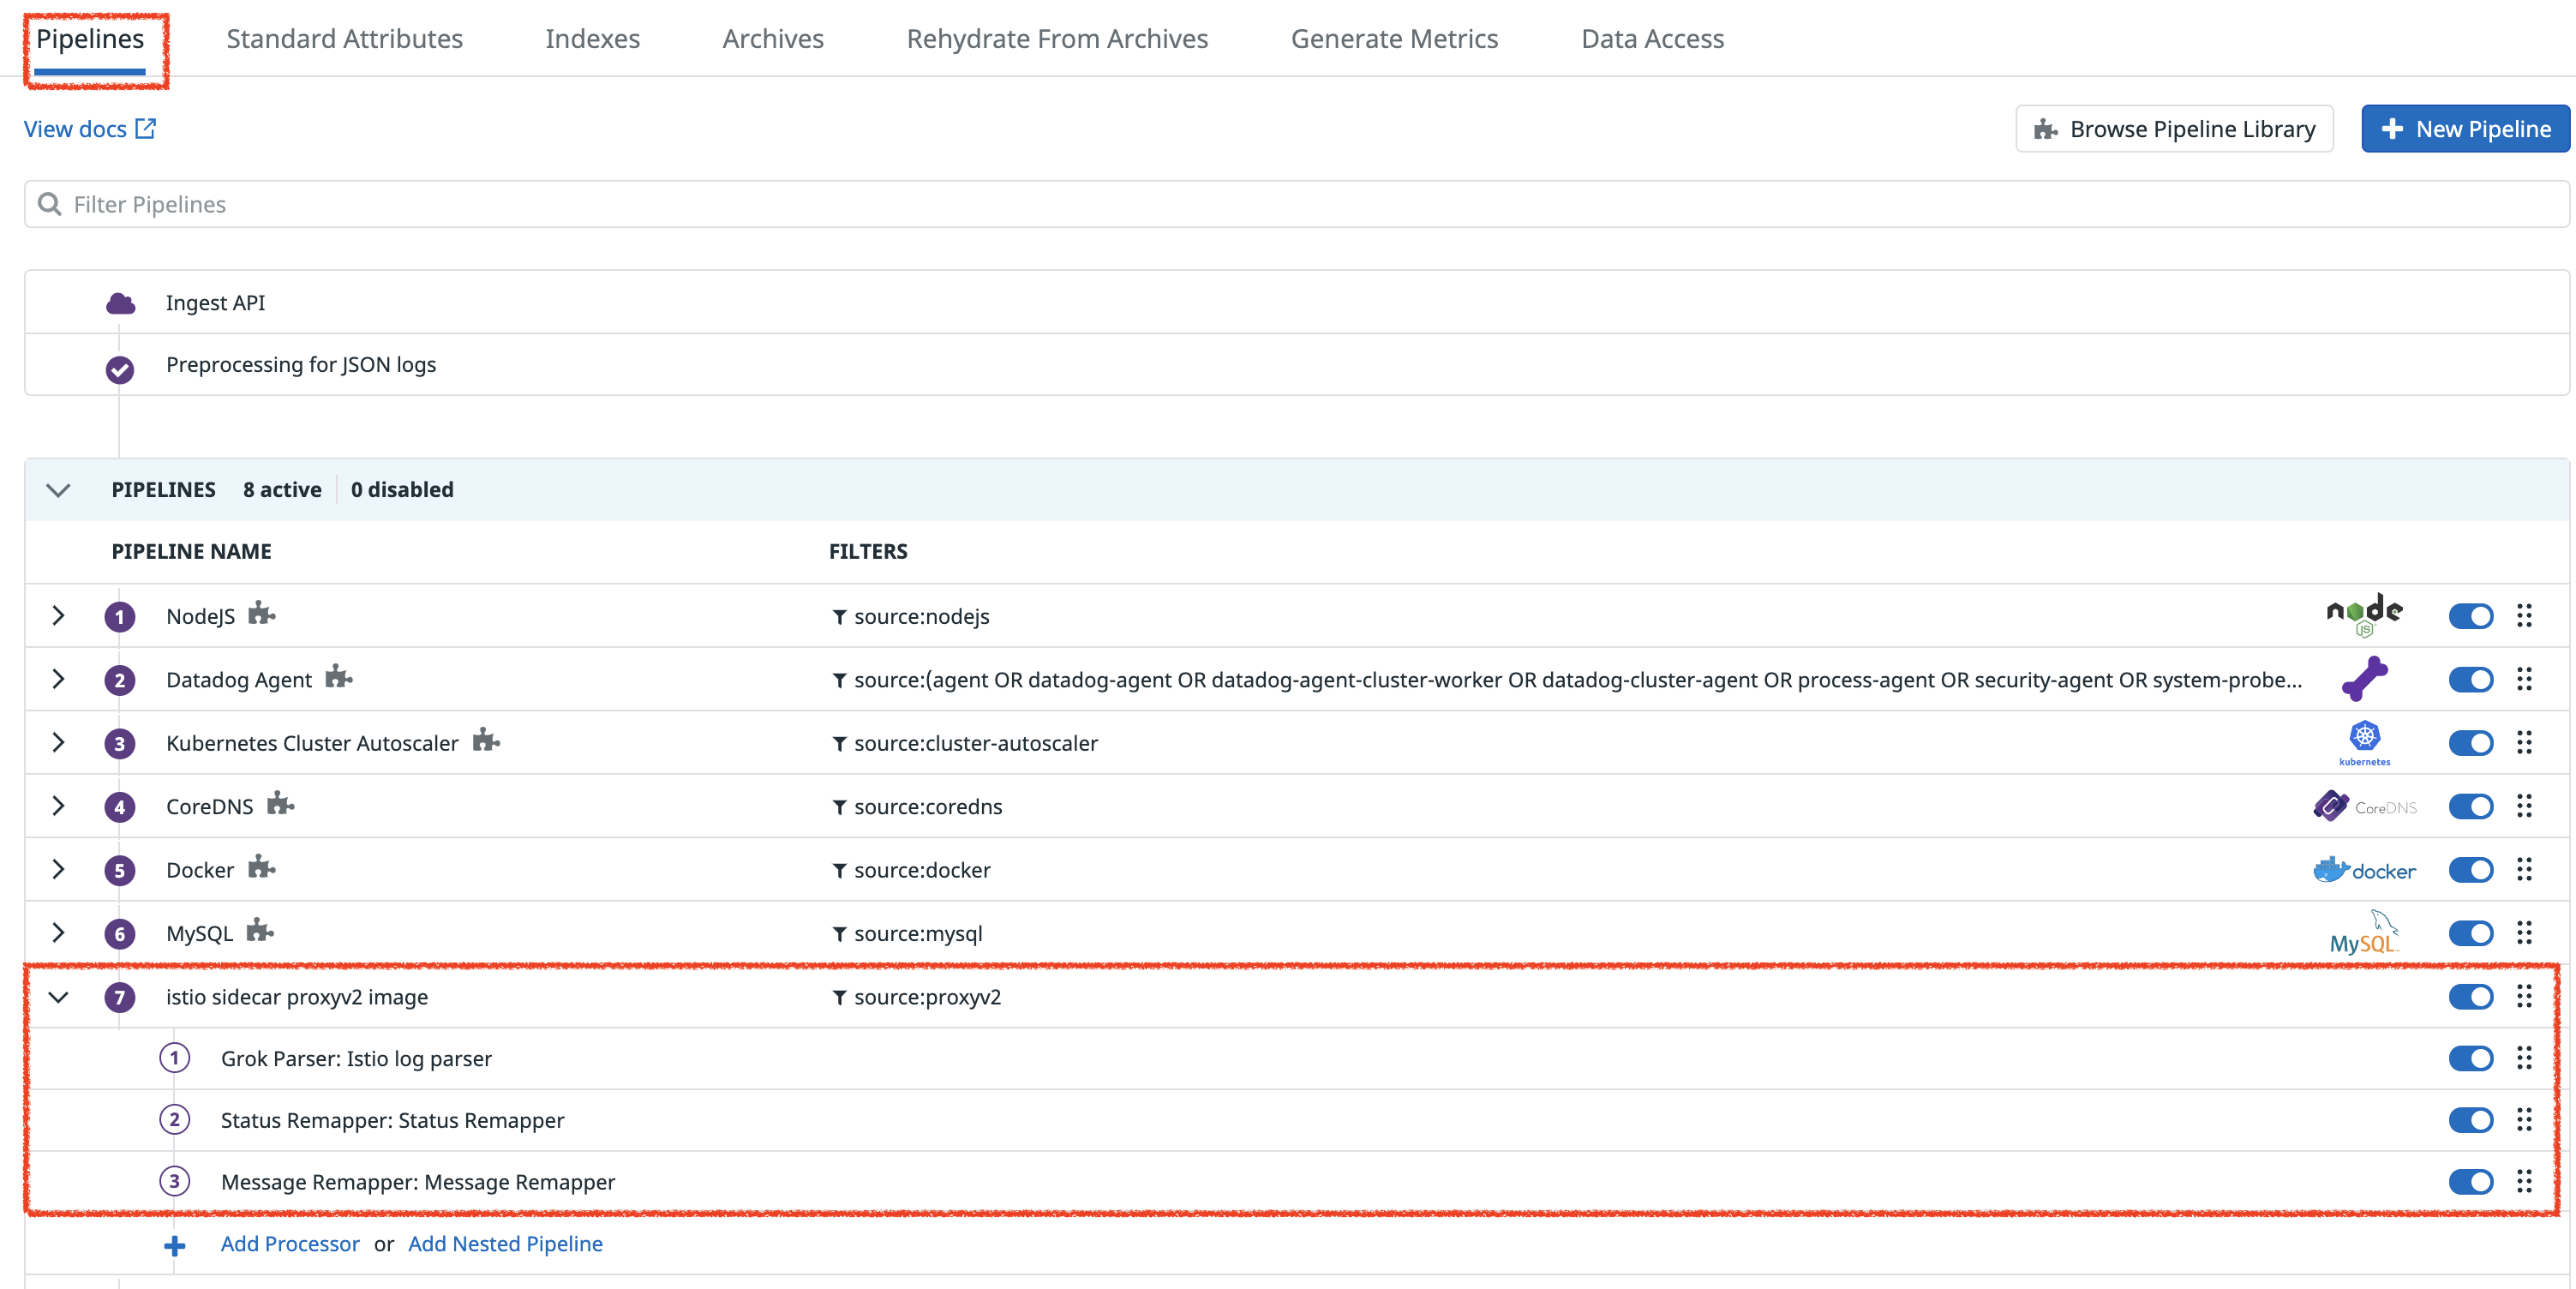 Pipelines Standard Attributes Indexes Archives Rehydrate From Archives Generate Metrics Data Access
View docs Browse Pipeline Library New Pipeline
Filter Pipelines
Ingest API
Preprocessing for JSON logs
PIPELINES 8 active 0 disabled
PIPELINE NAME FILTERS
1 NodeJS source:nodejs node JS
2 Datadog Agent source:(agent OR datadog-agent OR datadog-agent-cluster-worker OR datadog-cluster-agent OR process-agent OR security-agent OR system-probe...
3 Kubernetes Cluster Autoscaler source:cluster-autoscaler kubernetes
4 CoreDNS source:coredns CoreDNS
5 Docker source:docker docker
6 MySQL source:mysql MySQL
7 istio sidecar proxyv2 image source:proxyv2
1 Grok Parser: Istio log parser
2 Status Remapper: Status Remapper
3 Message Remapper: Message Remapper
Add Processor or Add Nested Pipeline